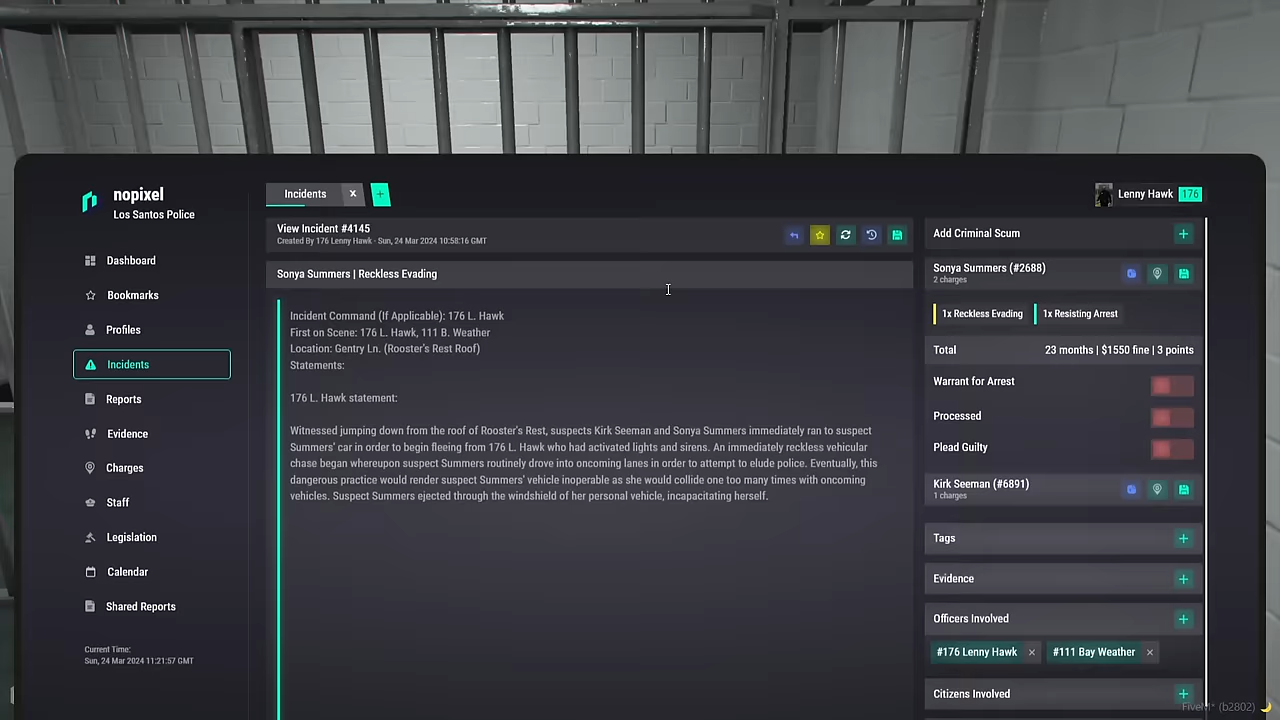 nopixel
Los Santos Police
Dashboard
Bookmarks
Profiles
Incidents
Reports
Evidence
Charges
Staff
Legislation
Calendar
Shared Reports
Current Time:
Sun, 24 Mar 2024 11:21:57 GMT
Incidents
Lenny Hawk 176
View Incident #4145
Created By 176 Lenny Hawk - Sun, 24 Mar 2024 10:58:16 GMT
Sonya Summers | Reckless Evading
Incident Command (If Applicable): 176 L. Hawk
First on Scene: 176 L. Hawk, 111 B. Weather
Location: Gentry Ln. (Rooster's Rest Roof)
Statements:
176 L. Hawk statement:
Witnessed jumping down from the roof of Rooster's Rest, suspects Kirk Seeman and Sonya Summers immediately ran to suspect
Summers' car in order to begin fleeing from 176 L. Hawk who had activated lights and sirens. An immediately reckless vehicular
chase began whereupon suspect Summers routinely drove into oncoming lanes in order to attempt to elude police. Eventually, this
dangerous practice would render suspect Summers' vehicle inoperable as she would collide one too many times with oncoming
vehicles. Suspect Summers ejected through the windshield of her personal vehicle, incapacitating herself.
Add Criminal Scum
Sonya Summers (#2688)
2 charges
1x Reckless Evading 1x Resisting Arrest
Total 23 months | $1550 fine | 3 points
Warrant for Arrest
Processed
Plead Guilty
Kirk Seeman (#6891)
1 charges
Tags
Evidence
Officers Involved
#176 Lenny Hawk #111 Bay Weather
Citizens Involved
FiveM* (b2802)